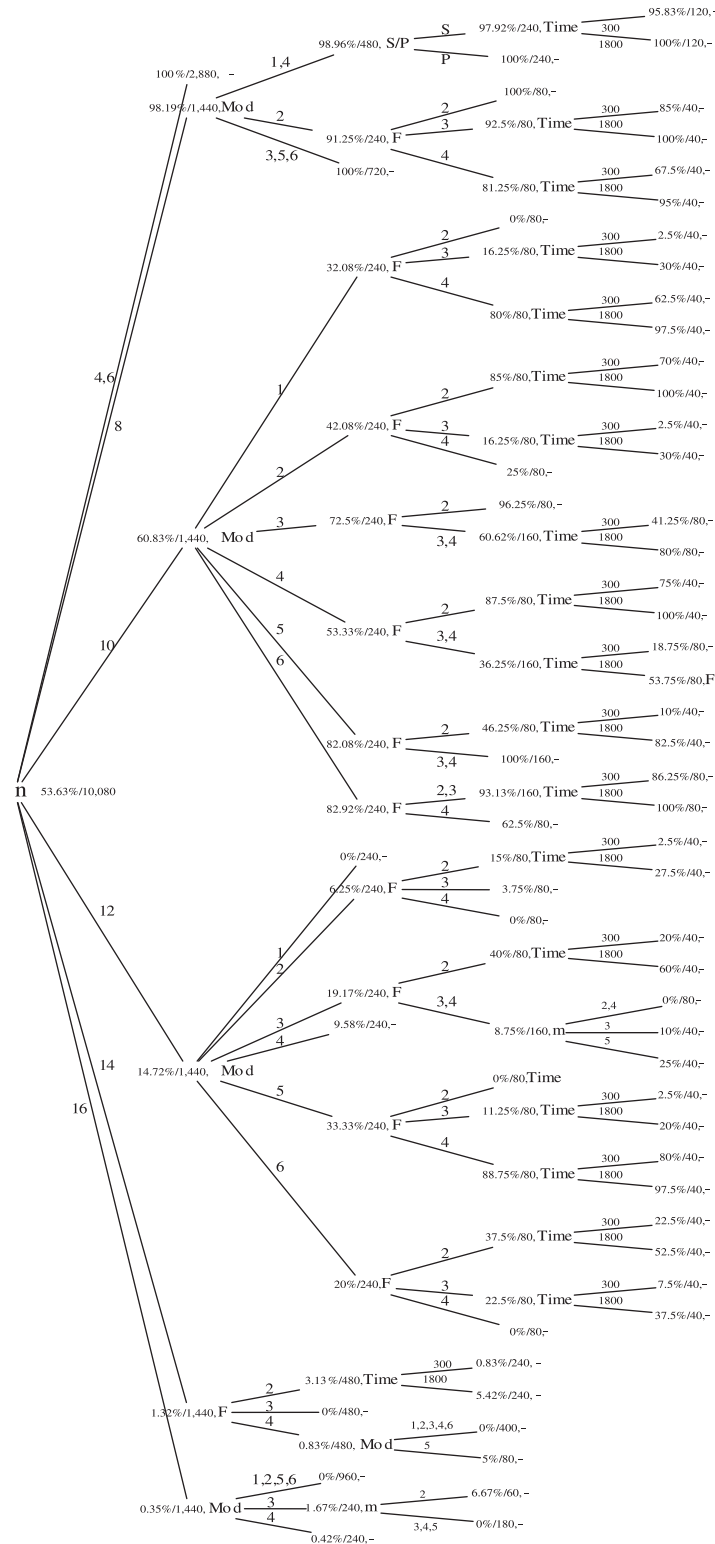 95.83%/120,-
S 97.92%/240, Time 300
1,4 98.96%/480, S/P 1800 100%/120,-
P 100%/240,-
100%/2,880, -
98.19%/1,440, Mod
100%/80,-
2 2 300 85%/40,-
91.25%/240, F 3 92.5%/80, Time 1800
100%/40,-
3,5,6 4 300 67.5%/40,-
100%/720,-
81.25%/80, Time 1800
95%/40,-
0%/80,-
2 300 2.5%/40,-
32.08%/240, F 3 16.25%/80, Time 1800
30%/40,-
4 300 62.5%/40,-
80%/80, Time 1800
97.5%/40,-
4,6
8
1
300 70%/40,-
85%/80, Time 1800
2 100%/40,-
42.08%/240, F 3 300 2.5%/40,-
4 16.25%/80, Time 1800
30%/40,-
2 25%/80,-
2 96.25%/80,-
72.5%/240, F 300 41.25%/80,-
60.83%/1,440, Mod 3 3,4 60.62%/160, Time 1800
80%/80,-
4 300 75%/40,-
2 87.5%/80, Time 1800
100%/40,-
5 53.33%/240, F 3,4
10 6 300 18.75%/80,-
36.25%/160, Time 1800
53.75%/80, F
300 10%/40,-
2 46.25%/80, Time 1800
82.08%/240, F 82.5%/40,-
3,4 100%/160,-
n 53.63%/10,080 300 86.25%/80,-
2,3 93.13%/160, Time 1800
82.92%/240, F 4 100%/80,-
62.5%/80,-
0%/240,- 300 2.5%/40,-
2 15%/80, Time 1800
6.25%/240, F 3 27.5%/40,-
4 3.75%/80,-
12 0%/80,-
1
2 300 20%/40,-
2 40%/80, Time 1800
60%/40,-
19.17%/240, F 3,4
3 2,4 0%/80,-
4 9.58%/240,- 8.75%/160, m 3 10%/40,-
5 25%/40,-
14.72%/1,440, Mod
14 5 0%/80, Time
2 300 2.5%/40,-
16 33.33%/240, F 3 11.25%/80, Time 1800
20%/40,-
4 300 80%/40,-
6 88.75%/80, Time 1800
97.5%/40,-
300 22.5%/40,-
37.5%/80, Time 1800
2 52.5%/40,-
20%/240, F 3 300 7.5%/40,-
4 22.5%/80, Time 1800
37.5%/40,-
0%/80,-
300 0.83%/240, -
2 3.13%/480, Time 1800
5.42%/240, -
1.32%/1,440, F 3 0%/480,-
4 1,2,3,4,6 0%/400,-
0.83%/480, Mod 5
5%/80,-
1,2,5,6 0%/960,-
2 6.67%/60,-
0.35%/1,440, Mod 3 1.67%/240, m
4 3,4,5 0%/180,-
0.42%/240,-